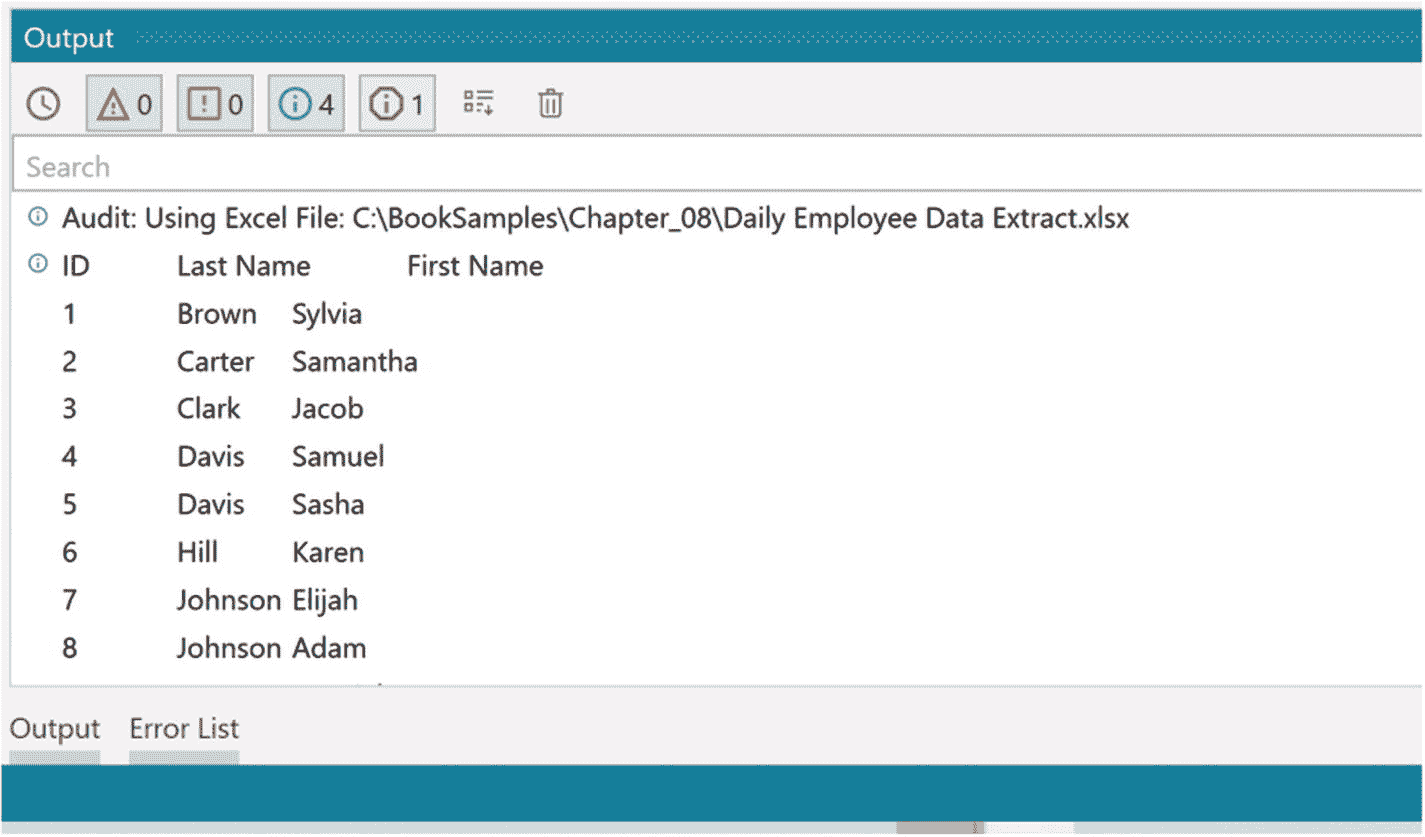 Output
0 0 4 1
Search
Audit: Using Excel File: C:\BookSamples\Chapter_08\Daily Employee Data Extract.xlsx
ID Last Name First Name
1 Brown Sylvia
2 Carter Samantha
3 Clark Jacob
4 Davis Samuel
5 Davis Sasha
6 Hill Karen
7 Johnson Elijah
8 Johnson Adam
Output Error List